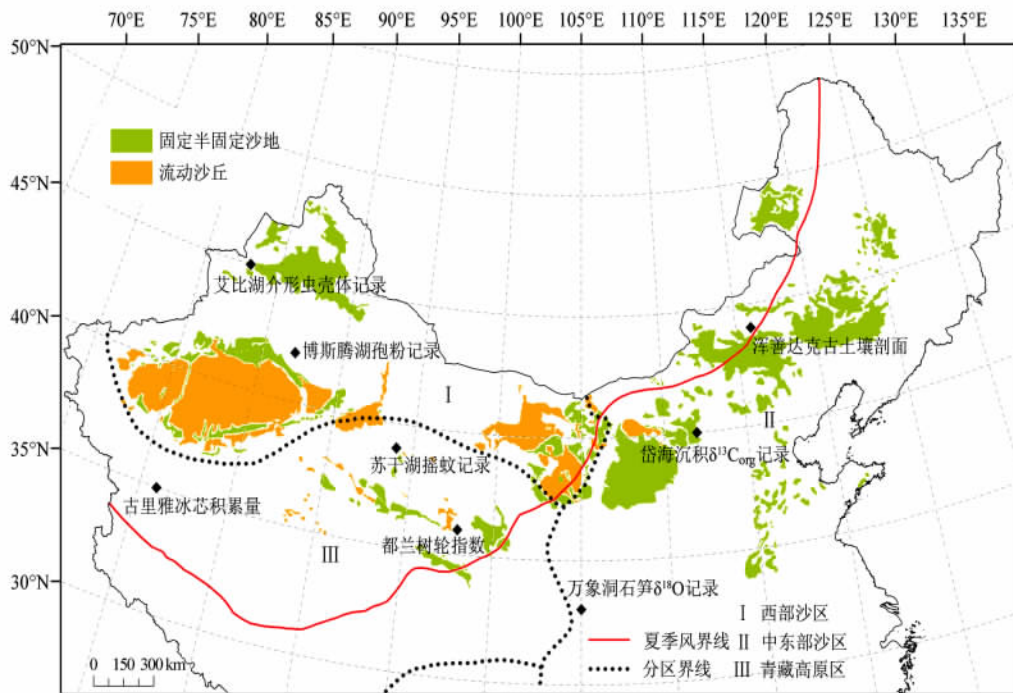 70°E 75°E 80°E 85°E 90°E 95°E 100°E 105°E 110°E 115°E 120°E 125°E 130°E 135°E
50°N
固定半固定沙地
流动沙丘
45°N
艾比湖介形虫壳体记录
40°N
博斯腾湖孢粉记录
浑善达克古土壤剖面
Ⅰ
Ⅱ
35°N
苏干湖摇蚊记录
岱海沉积δ¹³Corg记录
古里雅冰芯积累量
Ⅲ
都兰树轮指数
30°N
万象洞石笋δ¹⁸O记录
Ⅰ 西部沙区
夏季风界线 Ⅱ 中东部沙区
分区界线 Ⅲ 青藏高原区
0 150 300 km